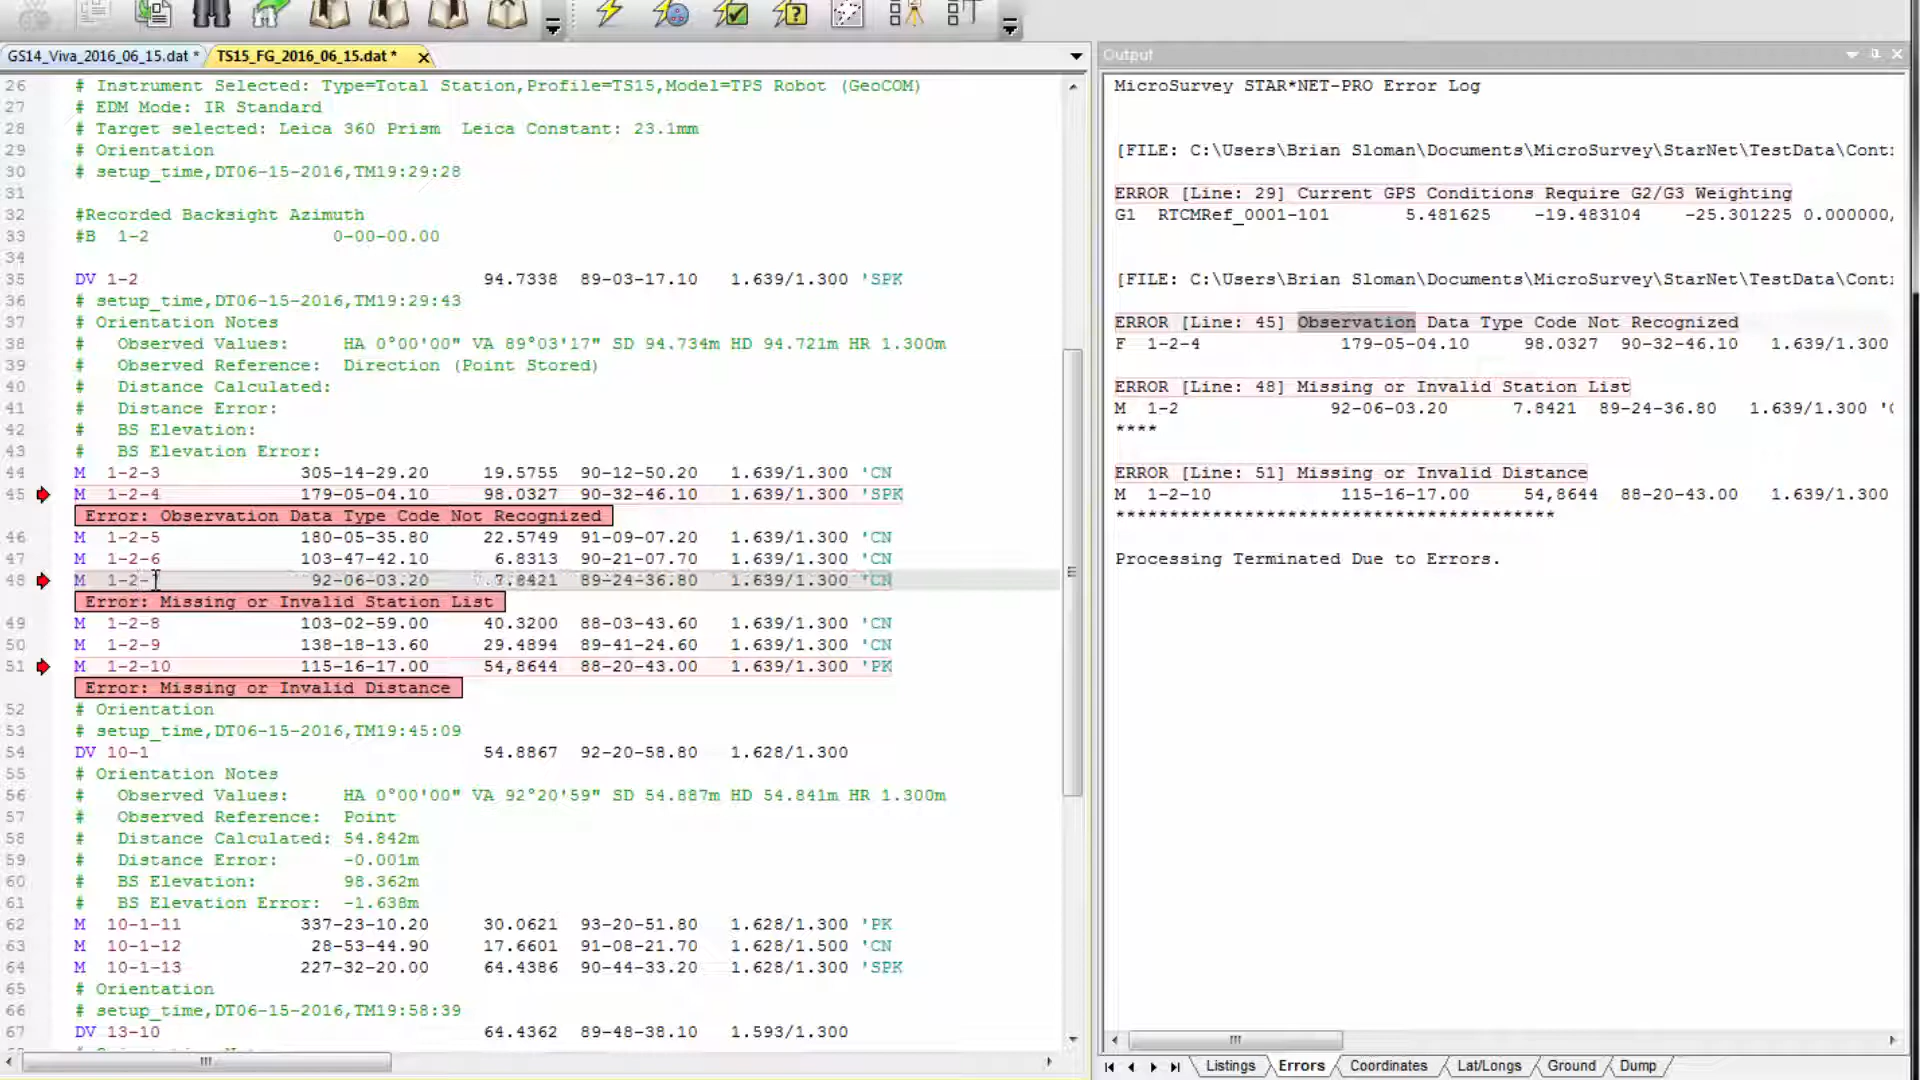 GS14_Viva_2016_06_15.dat * TS15_FG_2016_06_15.dat *
26 # Instrument Selected: Type=Total Station,Profile=TS15,Model=TPS Robot (GeoCOM)
27 # EDM Mode: IR Standard
28 # Target selected: Leica 360 Prism Leica Constant: 23.1mm
29 # Orientation
30 # setup_time,DT06-15-2016,TM19:29:28
31
32 #Recorded Backsight Azimuth
33 #B 1-2 0-00-00.00
34
35 DV 1-2 94.7338 89-03-17.10 1.639/1.300 'SPK
36 # setup_time,DT06-15-2016,TM19:29:43
37 # Orientation Notes
38 # Observed Values: HA 0°00'00" VA 89°03'17" SD 94.734m HD 94.721m HR 1.300m
39 # Observed Reference: Direction (Point Stored)
40 # Distance Calculated:
41 # Distance Error:
42 # BS Elevation:
43 # BS Elevation Error:
44 M 1-2-3 305-14-29.20 19.5755 90-12-50.20 1.639/1.300 'CN
45 M 1-2-4 179-05-04.10 98.0327 90-32-46.10 1.639/1.300 'SPK
Error: Observation Data Type Code Not Recognized
46 M 1-2-5 180-05-35.80 22.5749 91-09-07.20 1.639/1.300 'CN
47 M 1-2-6 103-47-42.10 6.8313 90-21-07.70 1.639/1.300 'CN
48 M 1-2- 92-06-03.20 7.8421 89-24-36.80 1.639/1.300 'CN
Error: Missing or Invalid Station List
49 M 1-2-8 103-02-59.00 40.3200 88-03-43.60 1.639/1.300 'CN
50 M 1-2-9 138-18-13.60 29.4894 89-41-24.60 1.639/1.300 'CN
51 M 1-2-10 115-16-17.00 54,8644 88-20-43.00 1.639/1.300 'PK
Error: Missing or Invalid Distance
52 # Orientation
53 # setup_time,DT06-15-2016,TM19:45:09
54 DV 10-1 54.8867 92-20-58.80 1.628/1.300
55 # Orientation Notes
56 # Observed Values: HA 0°00'00" VA 92°20'59" SD 54.887m HD 54.841m HR 1.300m
57 # Observed Reference: Point
58 # Distance Calculated: 54.842m
59 # Distance Error: -0.001m
60 # BS Elevation: 98.362m
61 # BS Elevation Error: -1.638m
62 M 10-1-11 337-23-10.20 30.0621 93-20-51.80 1.628/1.300 'PK
63 M 10-1-12 28-53-44.90 17.6601 91-08-21.70 1.628/1.500 'CN
64 M 10-1-13 227-32-20.00 64.4386 90-44-33.20 1.628/1.300 'SPK
65 # Orientation
66 # setup_time,DT06-15-2016,TM19:58:39
67 DV 13-10 64.4362 89-48-38.10 1.593/1.300
Output
MicroSurvey STAR*NET-PRO Error Log
[FILE: C:\Users\Brian Sloman\Documents\MicroSurvey\StarNet\TestData\Cont
ERROR [Line: 29] Current GPS Conditions Require G2/G3 Weighting
G1 RTCMRef_0001-101 5.481625 -19.483104 -25.301225 0.000000,
[FILE: C:\Users\Brian Sloman\Documents\MicroSurvey\StarNet\TestData\Cont
ERROR [Line: 45] Observation Data Type Code Not Recognized
F 1-2-4 179-05-04.10 98.0327 90-32-46.10 1.639/1.300
ERROR [Line: 48] Missing or Invalid Station List
M 1-2 92-06-03.20 7.8421 89-24-36.80 1.639/1.300 '
****
ERROR [Line: 51] Missing or Invalid Distance
M 1-2-10 115-16-17.00 54,8644 88-20-43.00 1.639/1.300
*****************************************
Processing Terminated Due to Errors.
Listings Errors Coordinates Lat/Longs Ground Dump